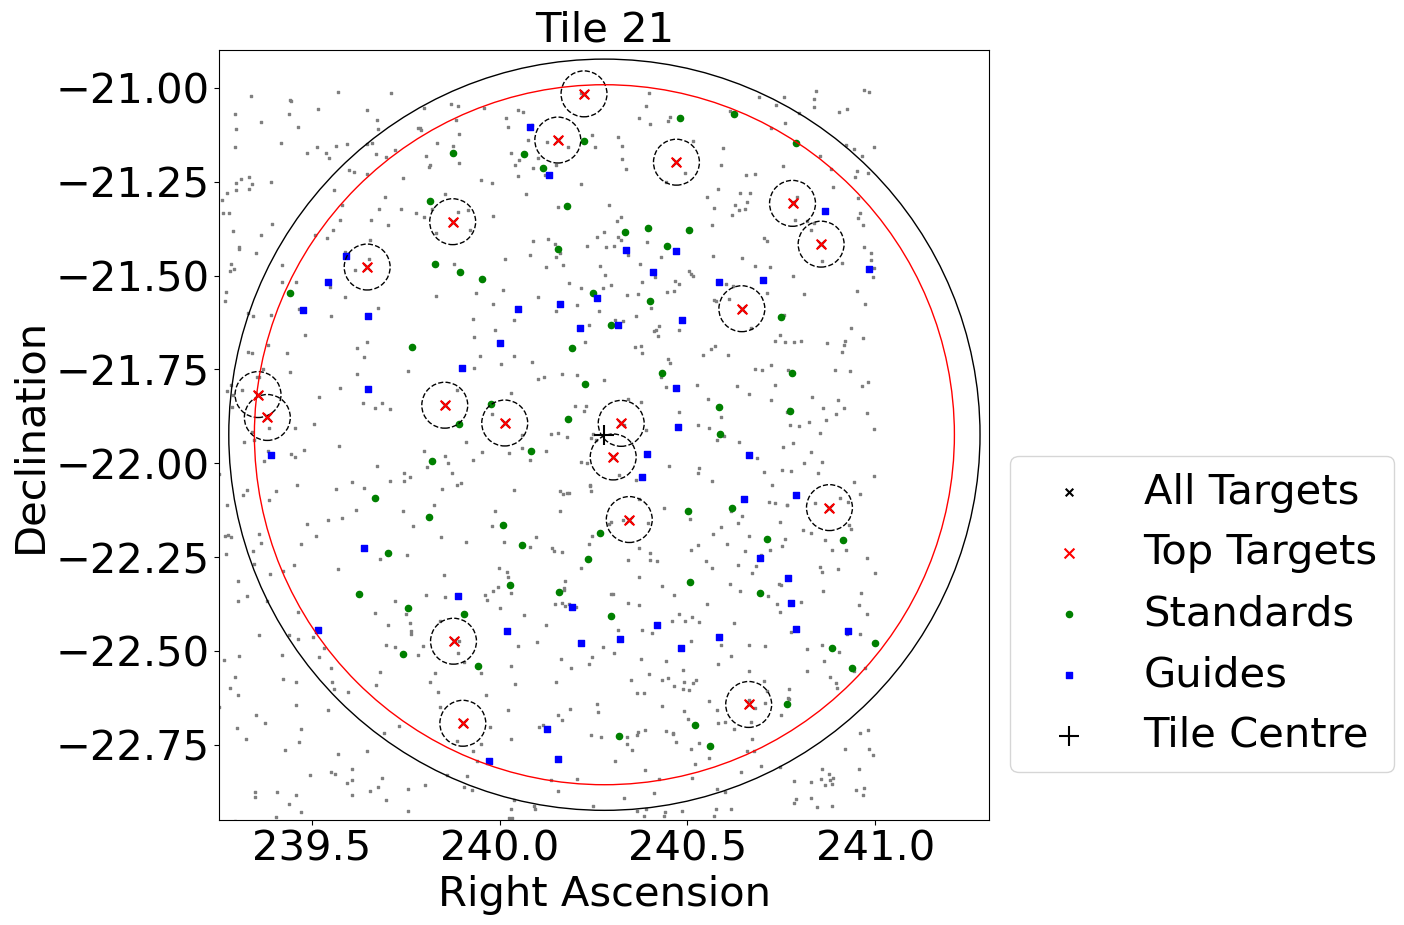 Tile 21
−21.00
−21.25
−21.50
−21.75
−22.00
−22.25
−22.50
−22.75
Declination
239.5
240.0
240.5
241.0
Right Ascension
All Targets
Top Targets
Standards
Guides
Tile Centre